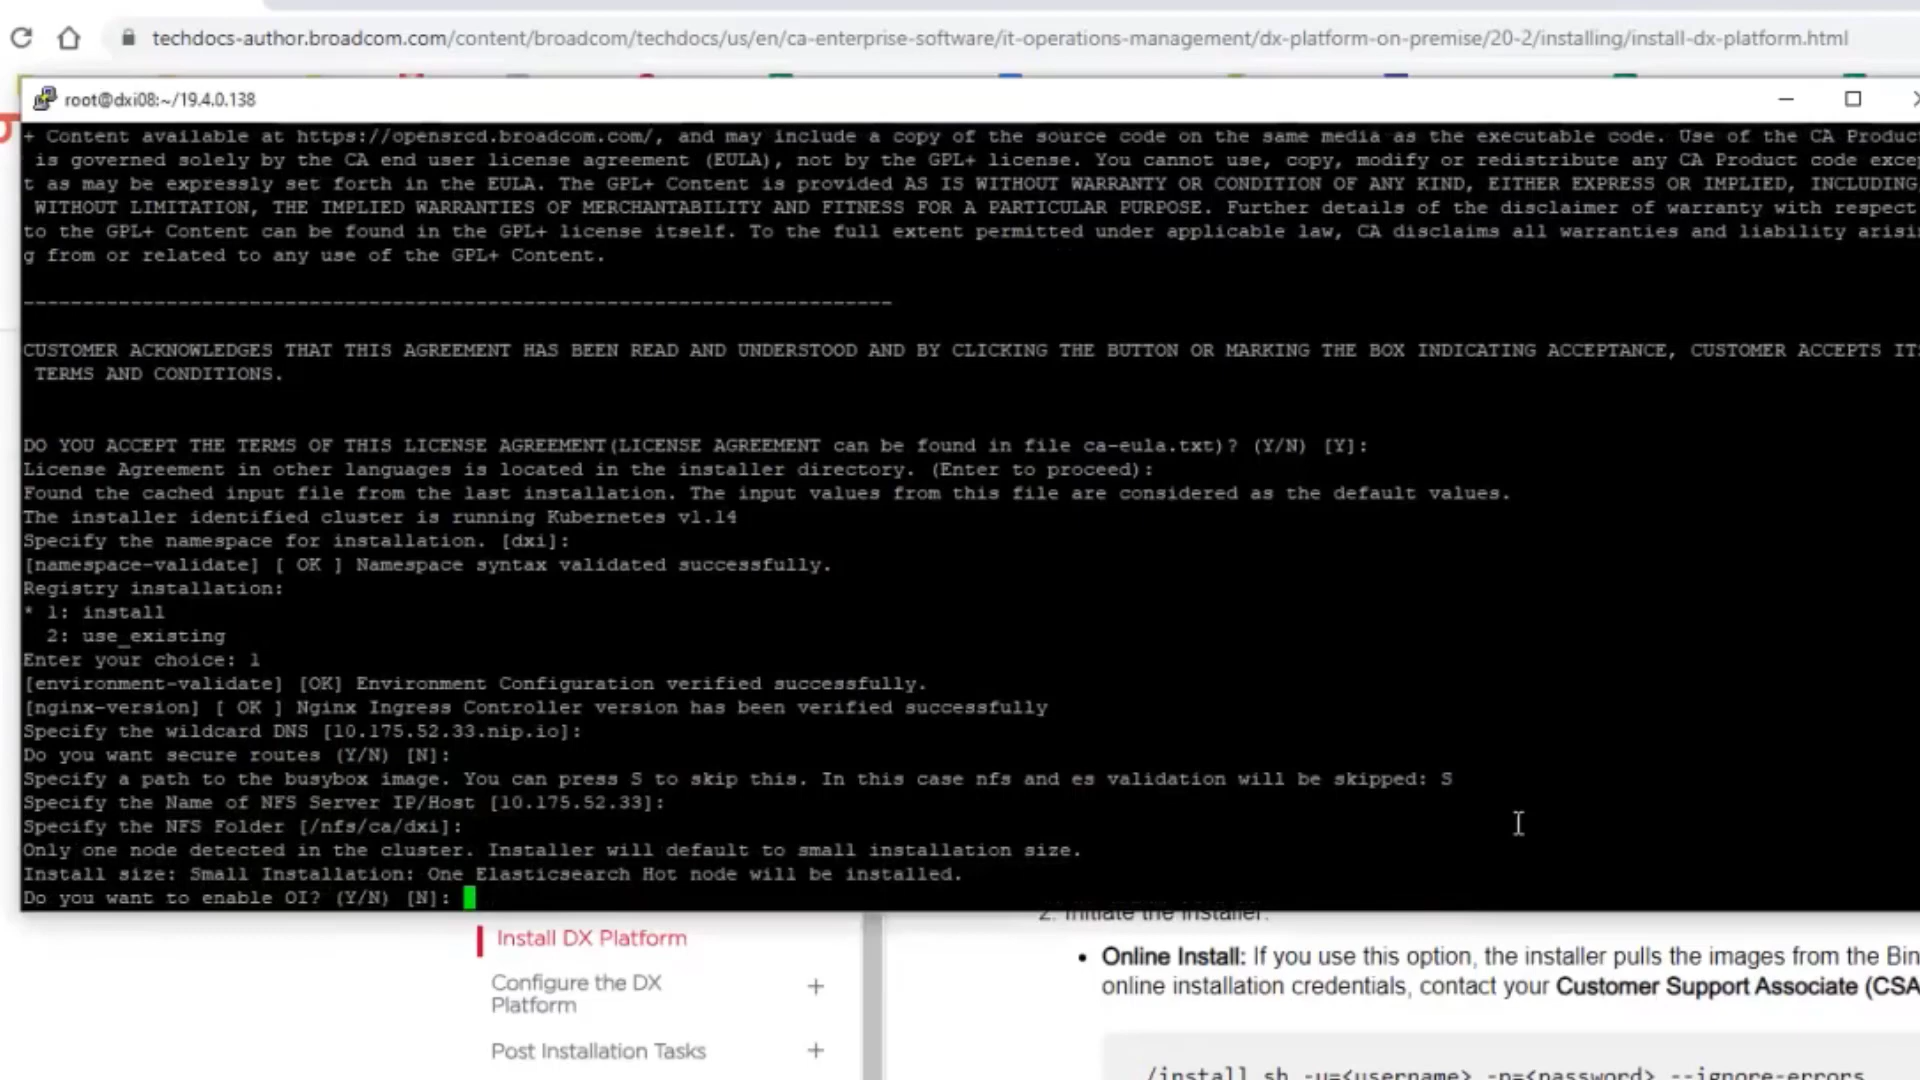 techdocs-author.broadcom.com/content/broadcom/techdocs/us/en/ca-enterprise-software/it-operations-management/dx-platform-on-premise/20-2/installing/install-dx-platform.html
root@dxi08:~/19.4.0.138
+ Content available at https://opensrcd.broadcom.com/, and may include a copy of the source code on the same media as the executable code. Use of the CA Produc
is governed solely by the CA end user license agreement (EULA), not by the GPL+ license. You cannot use, copy, modify or redistribute any CA Product code excep
t as may be expressly set forth in the EULA. The GPL+ Content is provided AS IS WITHOUT WARRANTY OR CONDITION OF ANY KIND, EITHER EXPRESS OR IMPLIED, INCLUDING
WITHOUT LIMITATION, THE IMPLIED WARRANTIES OF MERCHANTABILITY AND FITNESS FOR A PARTICULAR PURPOSE. Further details of the disclaimer of warranty with respect
to the GPL+ Content can be found in the GPL+ license itself. To the full extent permitted under applicable law, CA disclaims all warranties and liability arisin
g from or related to any use of the GPL+ Content.
-------------------------------------------------------------------------
CUSTOMER ACKNOWLEDGES THAT THIS AGREEMENT HAS BEEN READ AND UNDERSTOOD AND BY CLICKING THE BUTTON OR MARKING THE BOX INDICATING ACCEPTANCE, CUSTOMER ACCEPTS ITS
TERMS AND CONDITIONS.
DO YOU ACCEPT THE TERMS OF THIS LICENSE AGREEMENT(LICENSE AGREEMENT can be found in file ca-eula.txt)? (Y/N) [Y]:
License Agreement in other languages is located in the installer directory. (Enter to proceed):
Found the cached input file from the last installation. The input values from this file are considered as the default values.
The installer identified cluster is running Kubernetes v1.14
Specify the namespace for installation. [dxi]:
[namespace-validate] [ OK ] Namespace syntax validated successfully.
Registry installation:
* 1: install
2: use_existing
Enter your choice: 1
[environment-validate] [OK] Environment Configuration verified successfully.
[nginx-version] [ OK ] Nginx Ingress Controller version has been verified successfully
Specify the wildcard DNS [10.175.52.33.nip.io]:
Do you want secure routes (Y/N) [N]:
Specify a path to the busybox image. You can press S to skip this. In this case nfs and es validation will be skipped: S
Specify the Name of NFS Server IP/Host [10.175.52.33]:
Specify the NFS Folder [/nfs/ca/dxi]:
Only one node detected in the cluster. Installer will default to small installation size.
Install size: Small Installation: One Elasticsearch Hot node will be installed.
Do you want to enable OI? (Y/N) [N]:
2. Initiate the installer:
Install DX Platform
Configure the DX
Platform
Post Installation Tasks
• Online Install: If you use this option, the installer pulls the images from the Bin
online installation credentials, contact your Customer Support Associate (CSA
/install.sh -u=<username> -p=<password> --ignore-errors